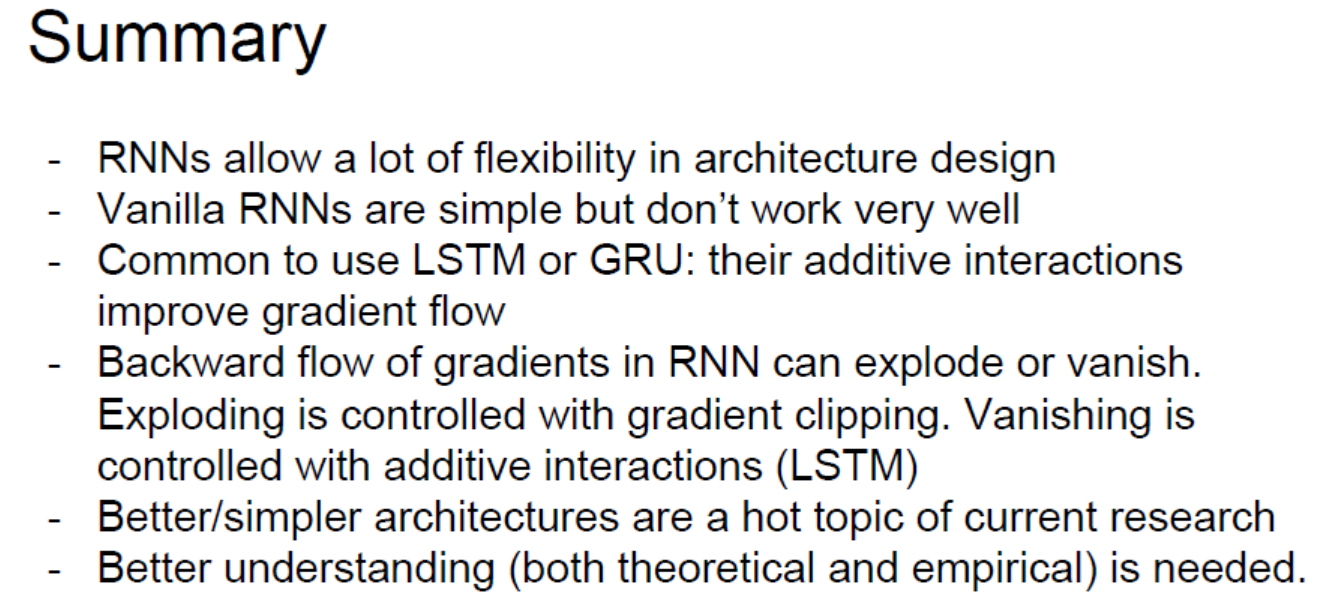 Summary
- RNNs allow a lot of flexibility in architecture design
- Vanilla RNNs are simple but don’t work very well
- Common to use LSTM or GRU: their additive interactions
improve gradient flow
- Backward flow of gradients in RNN can explode or vanish.
Exploding is controlled with gradient clipping. Vanishing is
controlled with additive interactions (LSTM)
- Better/simpler architectures are a hot topic of current research
- Better understanding (both theoretical and empirical) is needed.